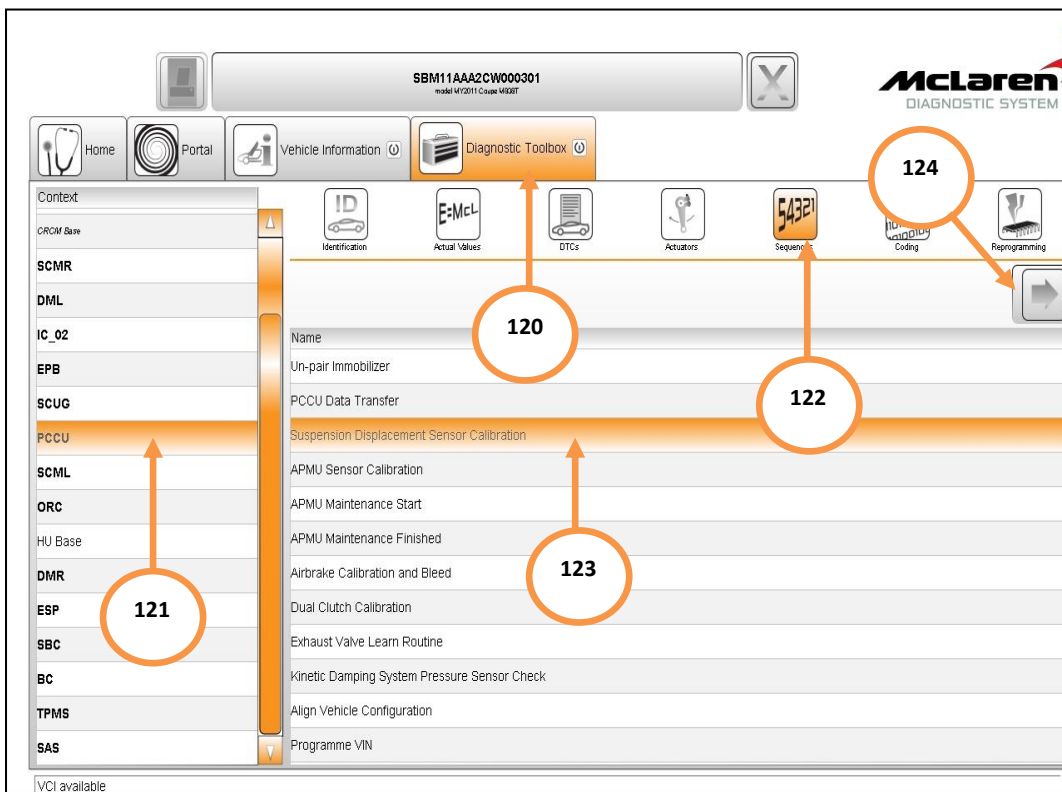 SBM11AAA2CW000301
model MY2011 Coupe M838T
McLaren
DIAGNOSTIC SYSTEM
Home
Portal
Vehicle Information
Diagnostic Toolbox
124
Context
CRCM Base
SCMR
DML
IC_02
EPB
SCUG
PCCU
SCML
ORC
HU Base
DMR
ESP
SBC
BC
TPMS
SAS
ID
Identification
E=McL
Actual Values
DTCs
Actuators
54321
Sequences
Coding
Reprogramming
120
122
Name
Un-pair Immobilizer
PCCU Data Transfer
Suspension Displacement Sensor Calibration
APMU Sensor Calibration
APMU Maintenance Start
APMU Maintenance Finished
Airbrake Calibration and Bleed
Dual Clutch Calibration
Exhaust Valve Learn Routine
Kinetic Damping System Pressure Sensor Check
Align Vehicle Configuration
Programme VIN
121
123
VCI available